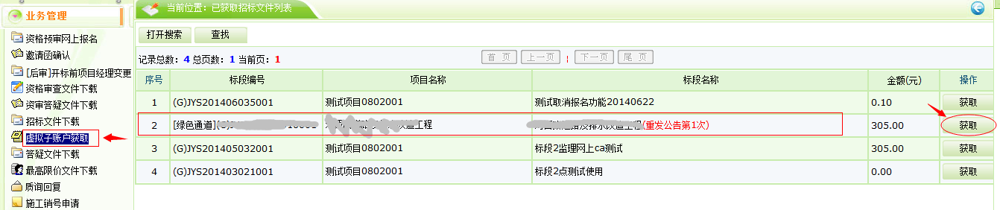 业务管理
资格预审网上报名
邀请函确认
[后审]开标前项目经理变更
资格审查文件下载
资审答疑文件下载
招标文件下载
虚拟子账户获取
答疑文件下载
最高限价文件下载
质询回复
施工销号申请
当前位置：已获取招标文件列表
打开搜索 查找
记录总数：4 总页数：1 当前页：1 首 页 上一页 ¦ 下一页 尾 页
序号 标段编号 项目名称 标段名称 金额(元) 操作
1 (G)JYS201406035001 测试项目0802001 测试取消报名功能20140622 0.10 获取
2 [绿色通道] 工程 (重发公告第1次) 305.00 获取
3 (G)JYS201405032001 测试项目0802001 标段2监理网上ca测试 305.00 获取
4 (G)JYS201403021001 测试项目0802001 标段2点测试使用 0.00 获取